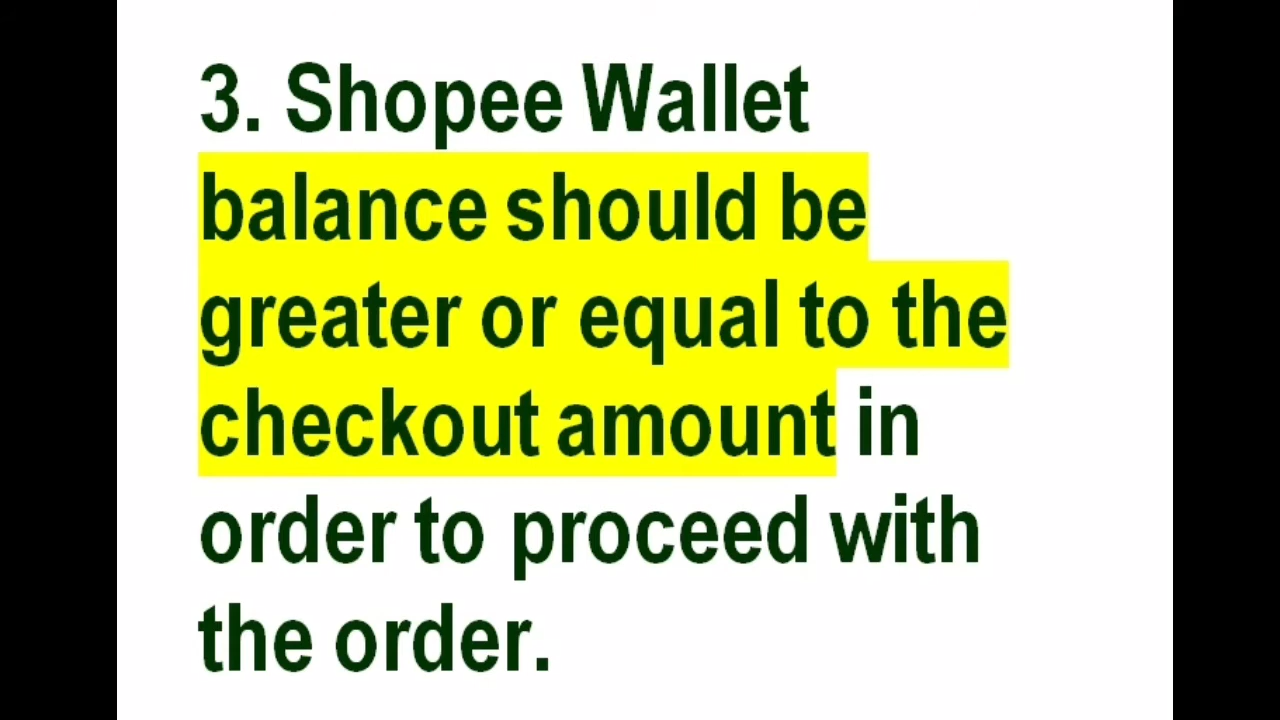 3. Shopee Wallet
balance should be
greater or equal to the
checkout amount in
order to proceed with
the order.